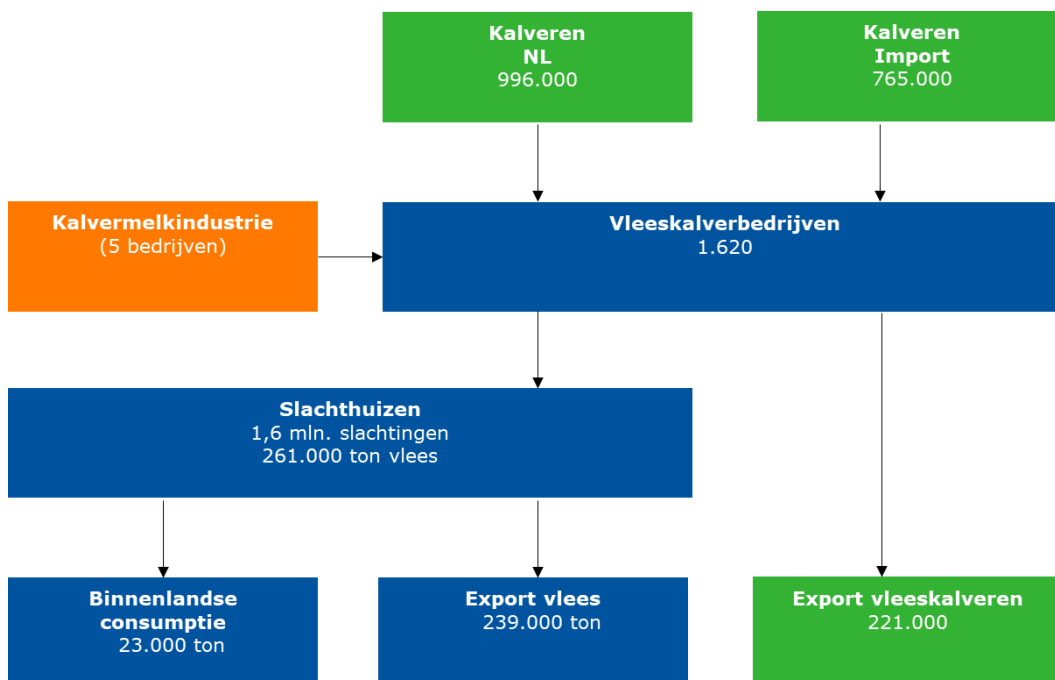 Kalveren
NL
996.000
Kalveren
Import
765.000
Kalvermelkindustrie
(5 bedrijven)
Vleeskalverbedrijven
1.620
Slachthuizen
1,6 mln. slachtingen
261.000 ton vlees
Binnenlandse
consumptie
23.000 ton
Export vlees
239.000 ton
Export vleeskalveren
221.000